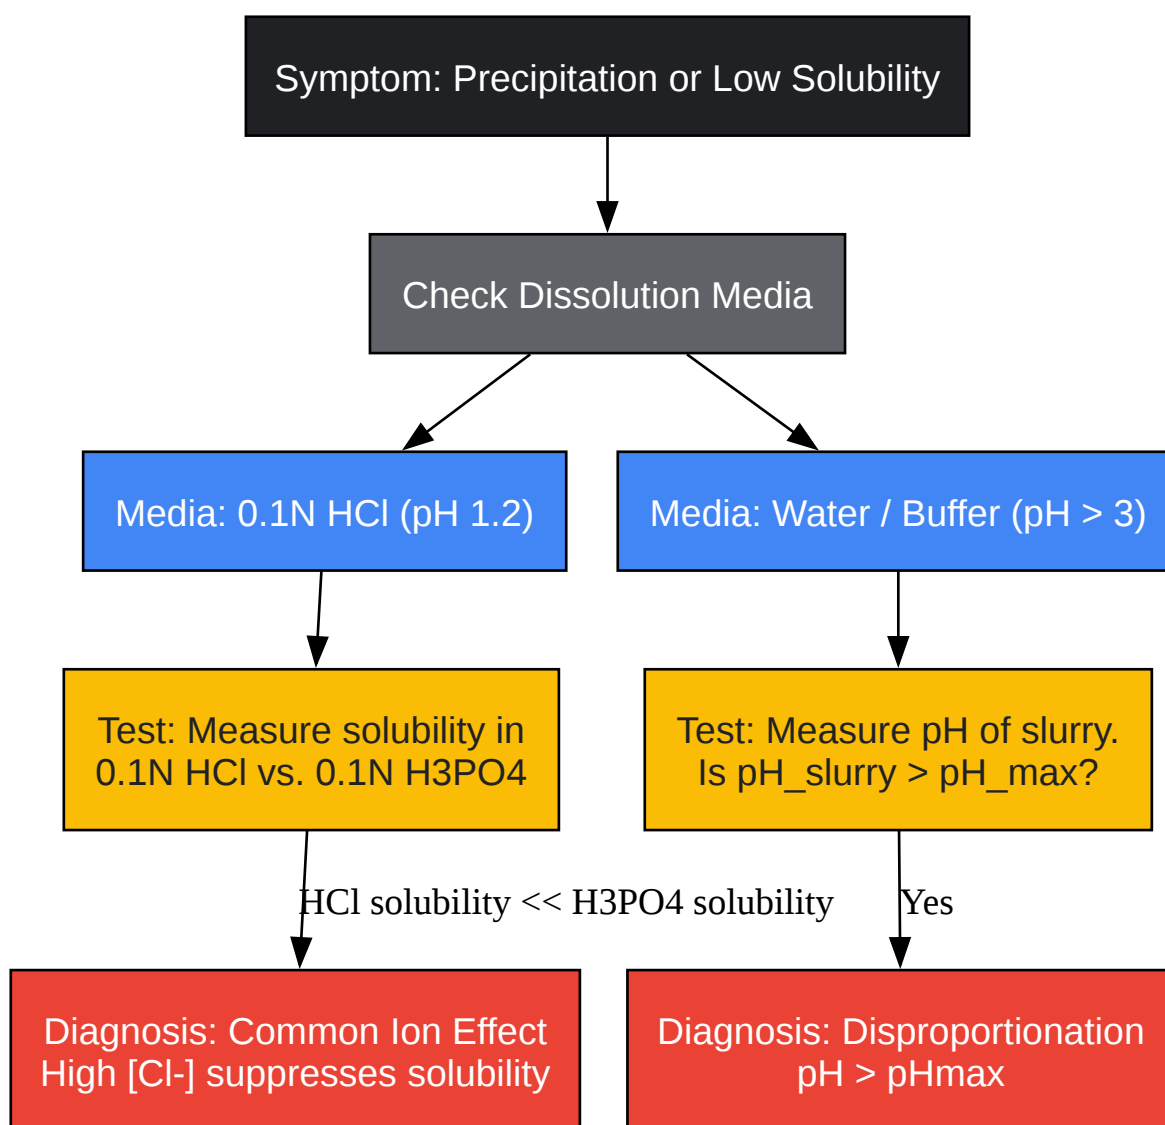 Symptom: Precipitation or Low Solubility
Check Dissolution Media
Media: 0.1N HCl (pH 1.2)
Media: Water / Buffer (pH > 3)
Test: Measure solubility in
0.1N HCl vs. 0.1N H3PO4
Test: Measure pH of slurry.
Is pH_slurry > pH_max?
HCl solubility << H3PO4 solubility
Yes
Diagnosis: Common Ion Effect
High [Cl-] suppresses solubility
Diagnosis: Disproportionation
pH > pHmax